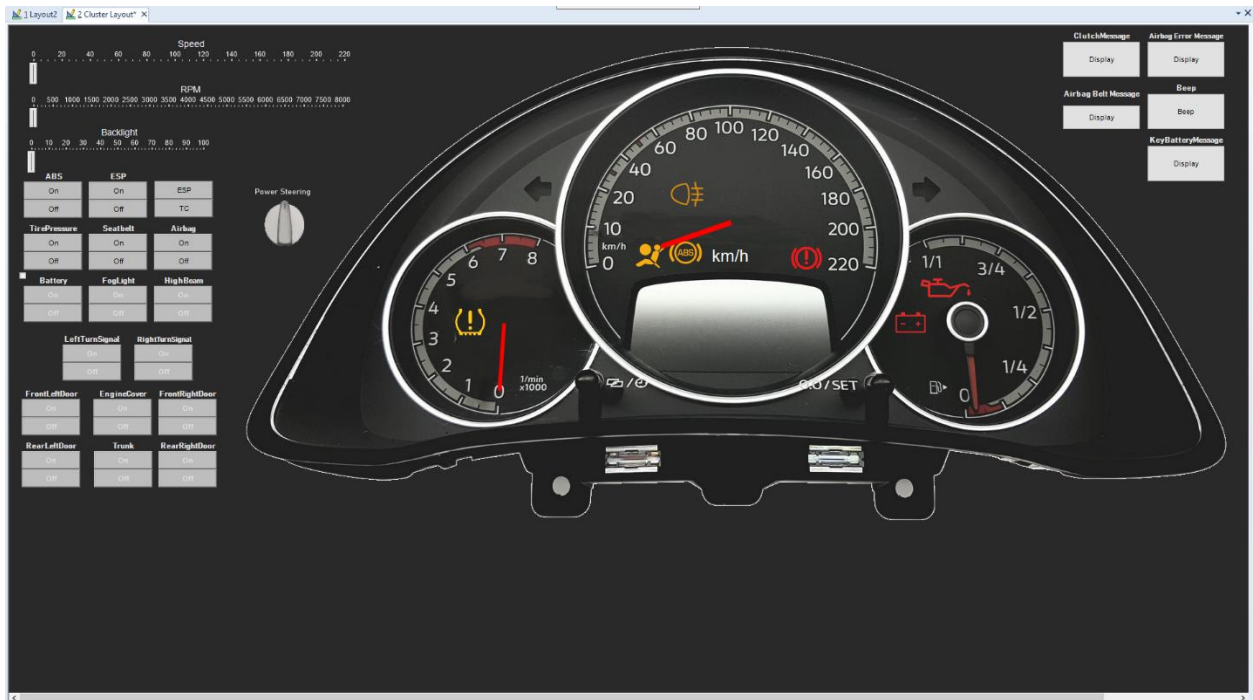 1 Layout2 2 Cluster Layout*
Speed
0 20 40 60 80 100 120 140 160 180 200 220
RPM
0 500 1000 1500 2000 2500 3000 3500 4000 4500 5000 5500 6000 6500 7000 7500 8000
Backlight
0 10 20 30 40 50 60 70 80 90 100
ABS ESP
On On ESP
Off Off TC
TirePressure Seatbelt Airbag
On On On
Off Off Off
Battery FogLight HighBeam
On On On
Off Off Off
LeftTurnSignal RightTurnSignal
On On
Off Off
FrontLeftDoor EngineCover FrontRightDoor
On On On
Off Off Off
RearLeftDoor Trunk RearRightDoor
On On On
Off Off Off
Power Steering
0 1 2 3 4 5 6 7 8
1/min
x1000
0 10 20 40 60 80 100 120 140 160 180 200 220
km/h
ABS
km/h
0.0/SET
1/1 3/4 1/2 1/4 0
ClutchMessage Airbag Error Message
Display Display
Airbag Belt Message Beep
Display Beep
KeyBatteryMessage
Display